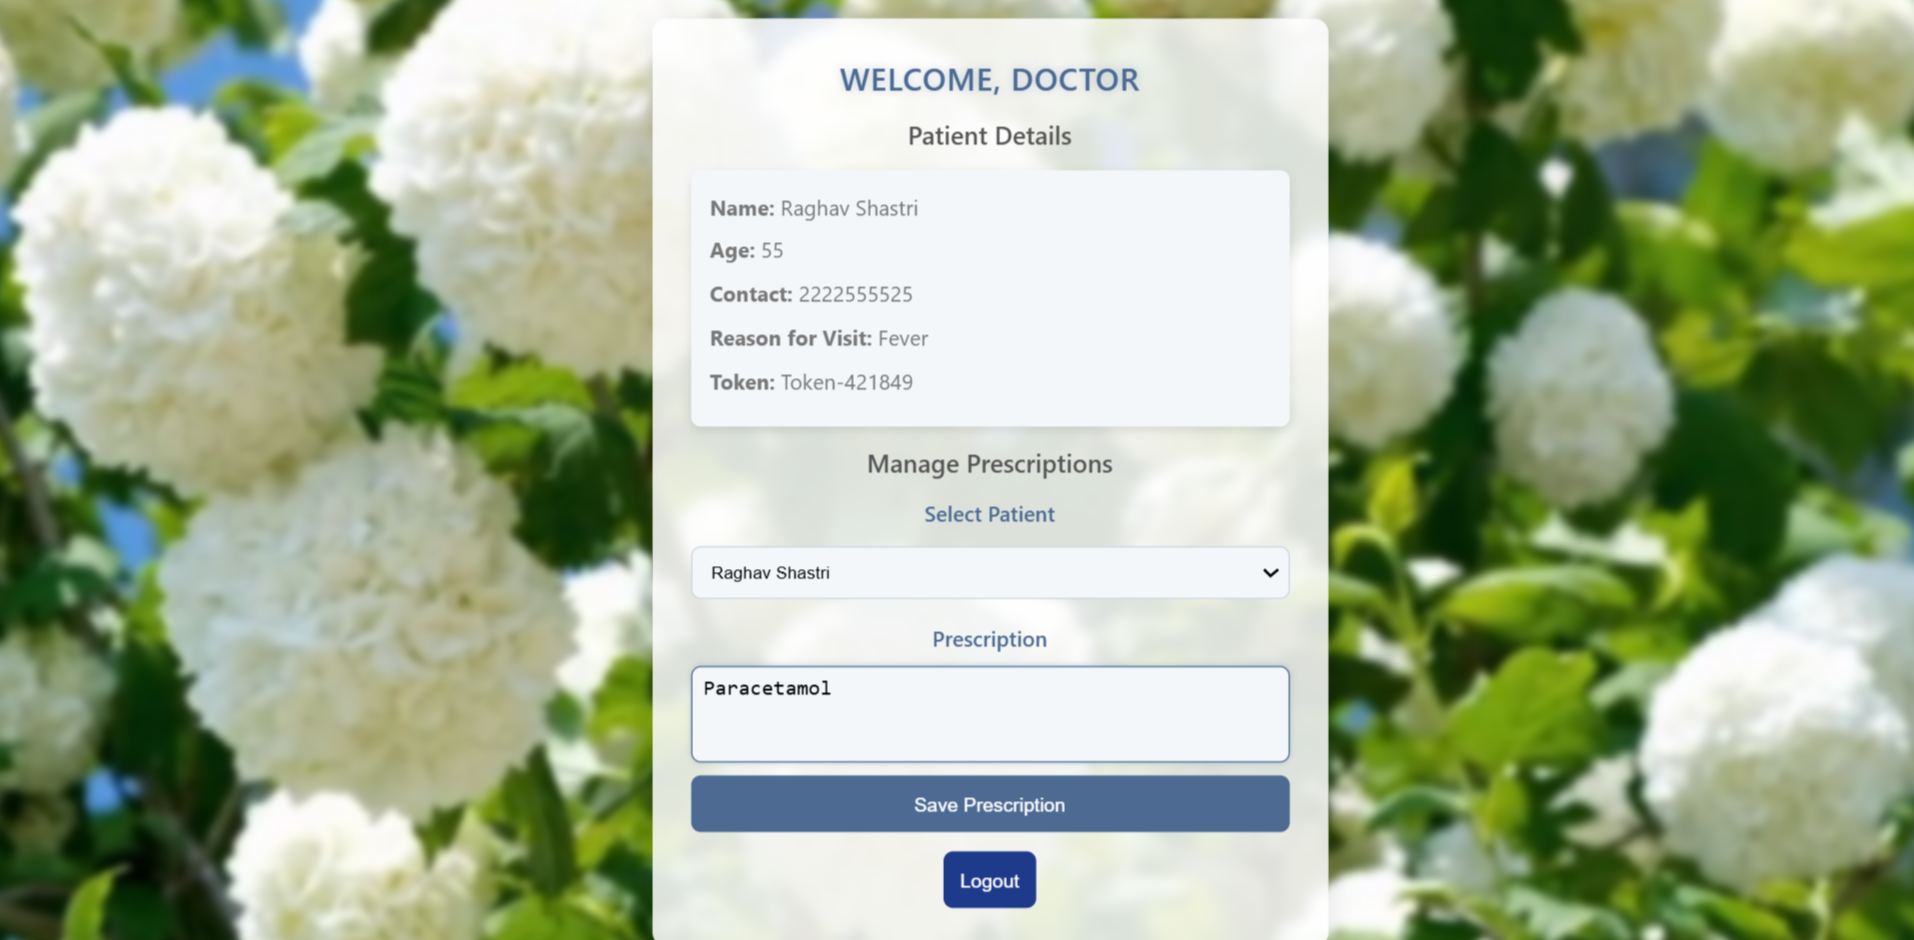 WELCOME, DOCTOR
Patient Details
Name: Raghav Shastri
Age: 55
Contact: 2222555525
Reason for Visit: Fever
Token: Token-421849
Manage Prescriptions
Select Patient
Raghav Shastri
Prescription
Paracetamol
Save Prescription
Logout